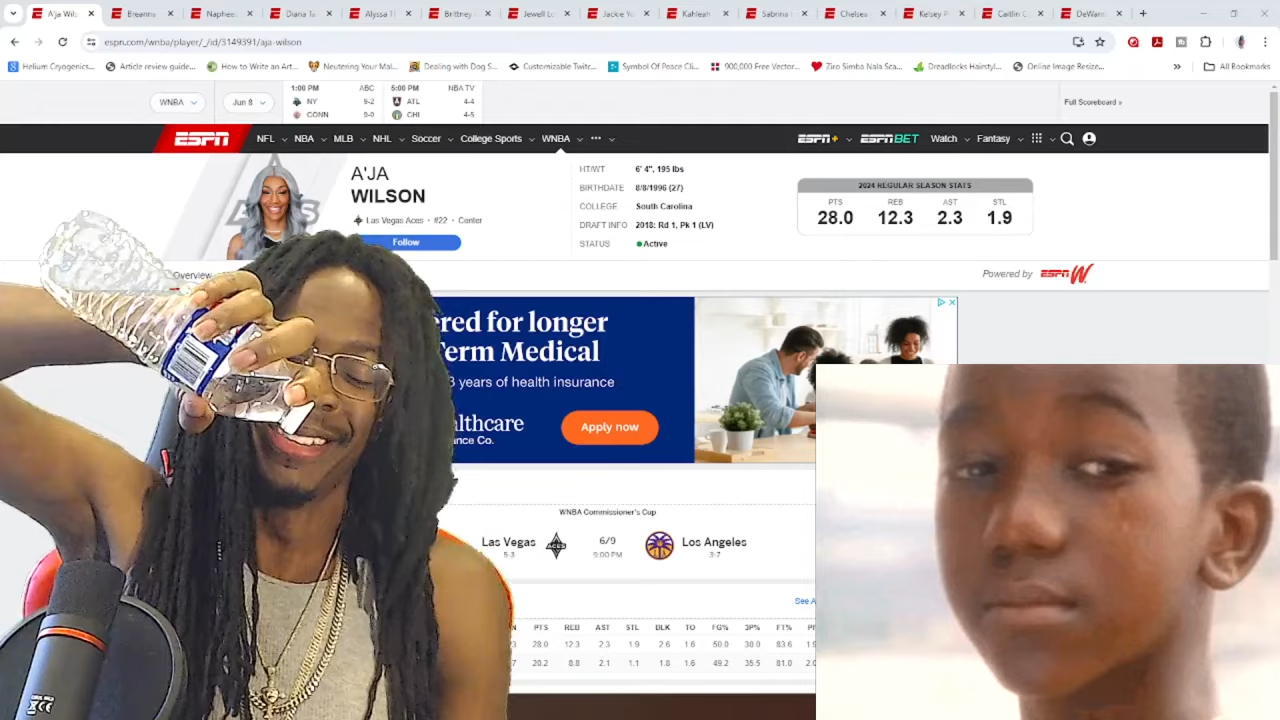 A'ja Wils
Breanna
Naphee
Diana Ta
Alyssa T
Brittney
Jewell Lo
Jackie Yo
Kahleah
Sabrina
Chelsea
Kelsey P
Caitlin C
DeWann
espn.com/wnba/player/_/id/3149391/aja-wilson
Helium Cryogenics...
Article review guide...
How to Write an Art...
Neutering Your Mal...
Dealing with Dog S...
Customizable Twitc...
Symbol Of Peace Cli...
900,000 Free Vector...
Ziro Simba Nala Sca...
Dreadlocks Hairstyl...
Online Image Resize...
» All Bookmarks
WNBA
Jun 8
1:00 PM ABC
NY 9-2
CONN 9-0
5:00 PM NBA TV
ATL 4-4
CHI 4-5
Full Scoreboard »
ESPN NFL NBA MLB NHL Soccer College Sports WNBA ••• ESPN+ ESPN BET Watch Fantasy
A'JA
WILSON
Las Vegas Aces • #22 • Center
Follow
HT/WT 6' 4", 195 lbs
BIRTHDATE 8/8/1996 (27)
COLLEGE South Carolina
DRAFT INFO 2018: Rd 1, Pk 1 (LV)
STATUS Active
2024 REGULAR SEASON STATS
PTS REB AST STL
28.0 12.3 2.3 1.9
Overview
Powered by ESPN W
red for longer
Term Medical
3 years of health insurance
althcare
nce Co.
Apply now
WNBA Commissioner's Cup
Las Vegas 6/9 Los Angeles
5-3 9:00 PM 3-7
See A
PTS REB AST STL BLK TO FG% 3P% FT%
28.0 12.3 2.3 1.9 2.6 1.6 50.0 30.0 83.6
20.2 8.8 2.1 1.1 1.8 1.6 49.2 35.5 81.0